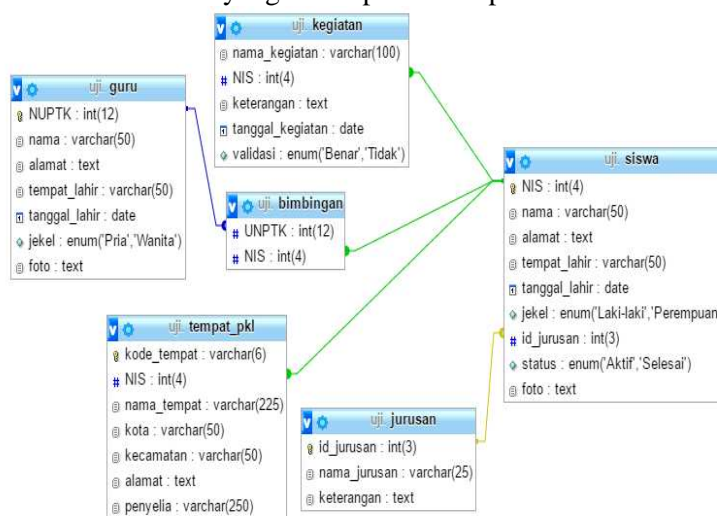 uji kegiatan
nama_kegiatan : varchar(100)
NIS : int(4)
keterangan : text
tanggal_kegiatan : date
validasi : enum('Benar','Tidak')
uji guru
NUPTK : int(12)
nama : varchar(50)
alamat : text
tempat_lahir : varchar(50)
tanggal_lahir : date
jekel : enum('Pria','Wanita')
foto : text
uji bimbingan
UNPTK : int(12)
NIS : int(4)
uji siswa
NIS : int(4)
nama : varchar(50)
alamat : text
tempat_lahir : varchar(50)
tanggal_lahir : date
jekel : enum('Laki-laki','Perempuan
id_jurusan : int(3)
status : enum('Aktif','Selesai')
foto : text
uji tempat_pkl
kode_tempat : varchar(6)
NIS : int(4)
nama_tempat : varchar(225)
kota : varchar(50)
kecamatan : varchar(50)
alamat : text
penyelia : varchar(250)
uji jurusan
id_jurusan : int(3)
nama_jurusan : varchar(25)
keterangan : text